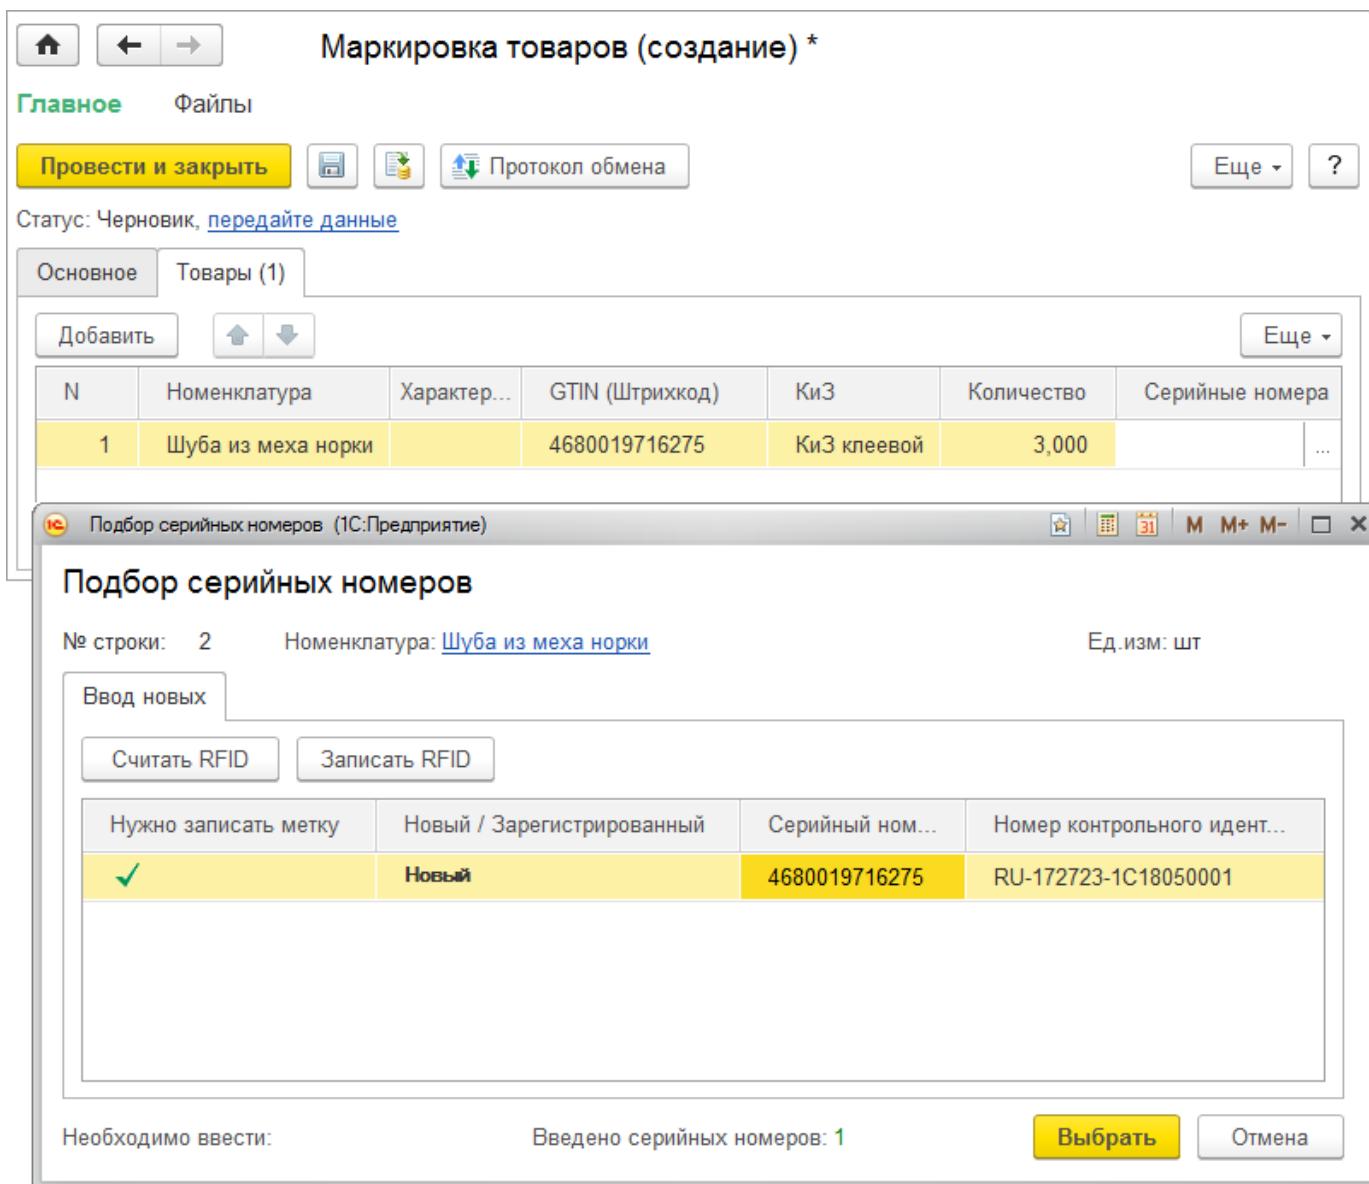 Маркировка товаров (создание) *
Главное Файлы
Провести и закрыть Протокол обмена Еще ?
Статус: Черновик, передайте данные
Основное Товары (1)
Добавить Еще
N Номенклатура Характер... GTIN (Штрихкод) КиЗ Количество Серийные номера
1 Шуба из меха норки 4680019716275 КиЗ клеевой 3,000 ...
1С Подбор серийных номеров (1С:Предприятие) 31 M M+ M-
Подбор серийных номеров
№ строки: 2 Номенклатура: Шуба из меха норки Ед.изм: шт
Ввод новых
Считать RFID Записать RFID
Нужно записать метку Новый / Зарегистрированный Серийный ном... Номер контрольного идент...
Новый 4680019716275 RU-172723-1C18050001
Необходимо ввести: Введено серийных номеров: 1 Выбрать Отмена